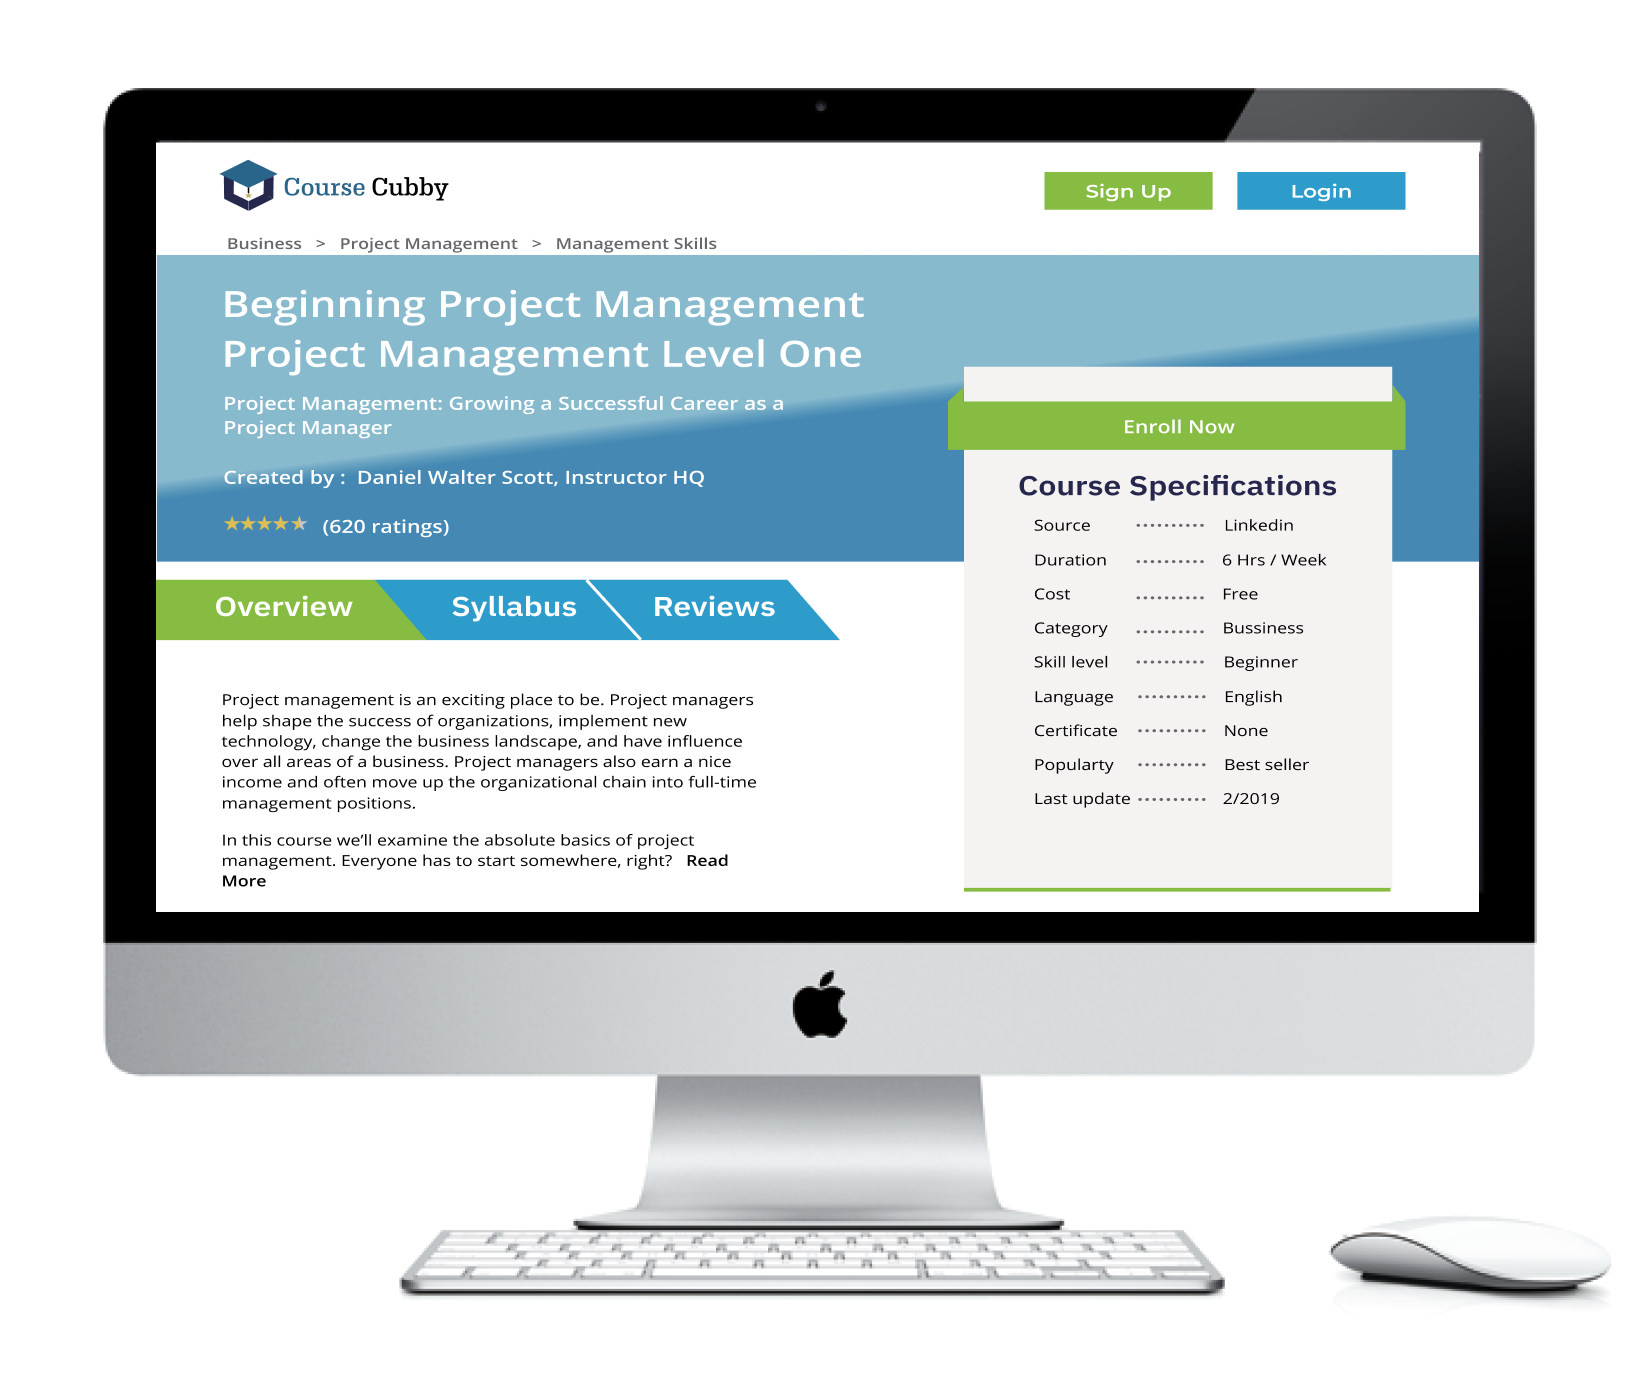 Course Cubby
Sign Up
Login
Business > Project Management > Management Skills
Beginning Project Management
Project Management Level One
Project Management: Growing a Successful Career as a
Project Manager
Created by : Daniel Walter Scott, Instructor HQ
★★★★★ (620 ratings)
Enroll Now
Course Specifications
Source .......... Linkedin
Duration .......... 6 Hrs / Week
Cost .......... Free
Category .......... Bussiness
Skill level .......... Beginner
Language .......... English
Certificate .......... None
Popularty .......... Best seller
Last update .......... 2/2019
Overview
Syllabus
Reviews
Project management is an exciting place to be. Project managers
help shape the success of organizations, implement new
technology, change the business landscape, and have influence
over all areas of a business. Project managers also earn a nice
income and often move up the organizational chain into full-time
management positions.
In this course we’ll examine the absolute basics of project
management. Everyone has to start somewhere, right? Read
More